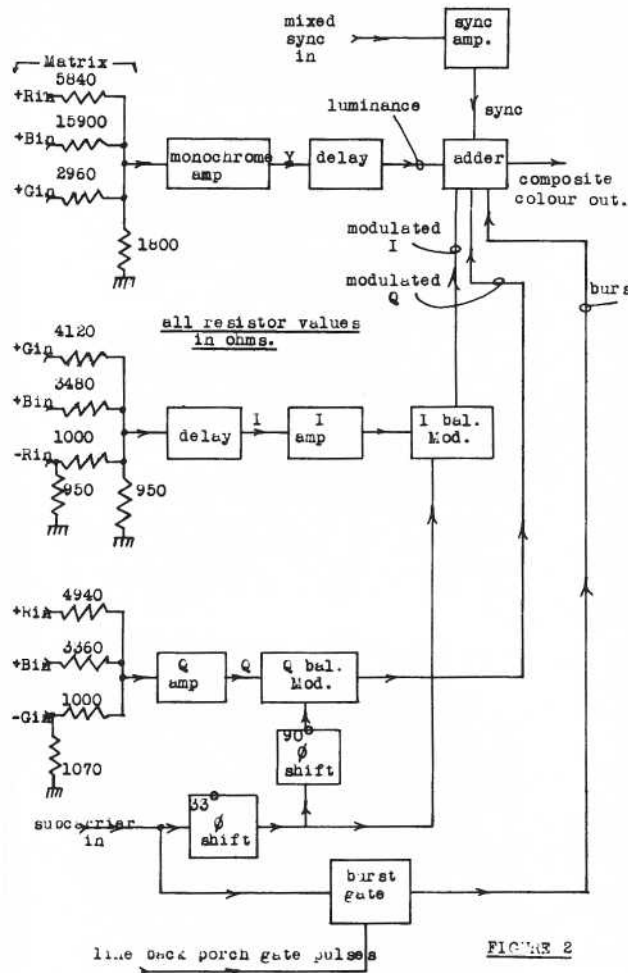 mixed
sync
in
sync
amp.
Matrix
5840
+Rin
15900
+Bin
2960
+Gin
1800
monochrome
amp
Y
delay
luminance
sync
adder
composite
colour out.
modulated
I
modulated
Q
burs
all resistor values
in ohms.
4120
+Gin
3480
+Bin
1000
-Rin
950
950
delay
I
I
amp
I bal.
Mod.
4940
+Rin
3360
+Bin
1000
-Gin
1070
Q
amp
Q
Q bal.
Mod.
90°
ø
shift
subcarrier
in
33°
ø
shift
burst
gate
line back porch gate pulses
FIGURE 2